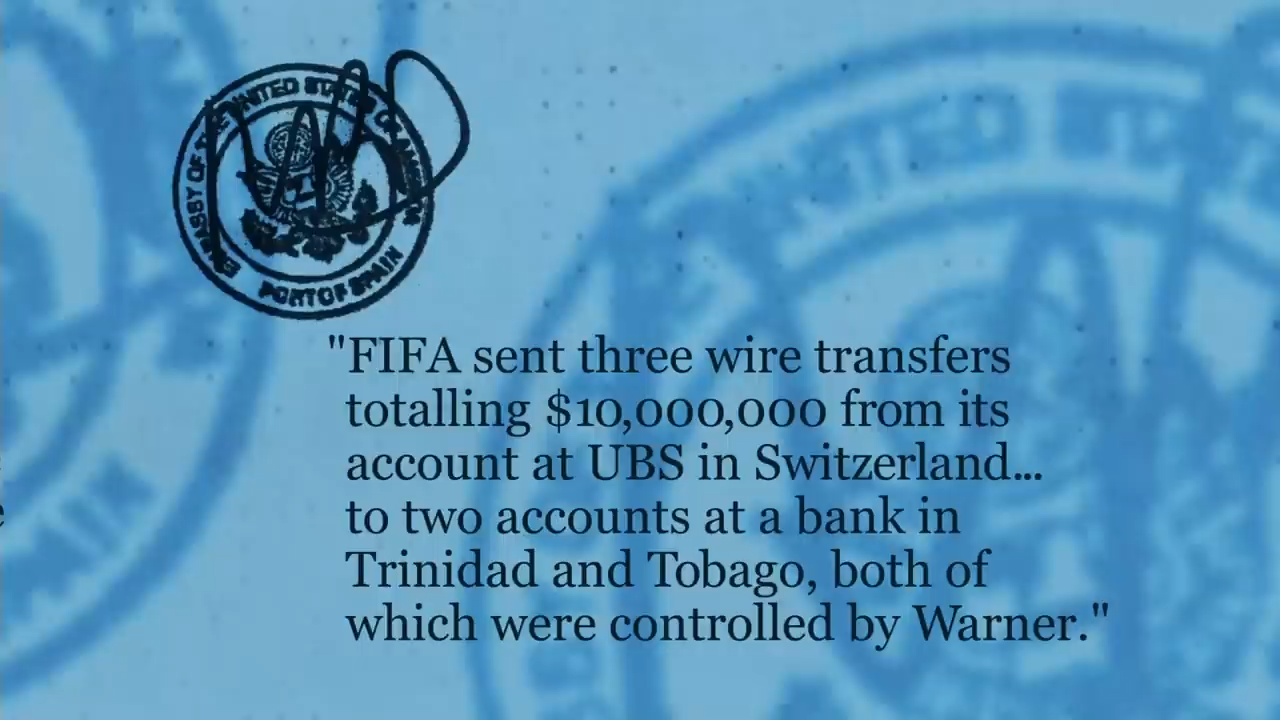 EMBASSY OF THE UNITED STATES OF AMERICA
PORT OF SPAIN
"FIFA sent three wire transfers
totalling $10,000,000 from its
account at UBS in Switzerland...
to two accounts at a bank in
Trinidad and Tobago, both of
which were controlled by Warner."